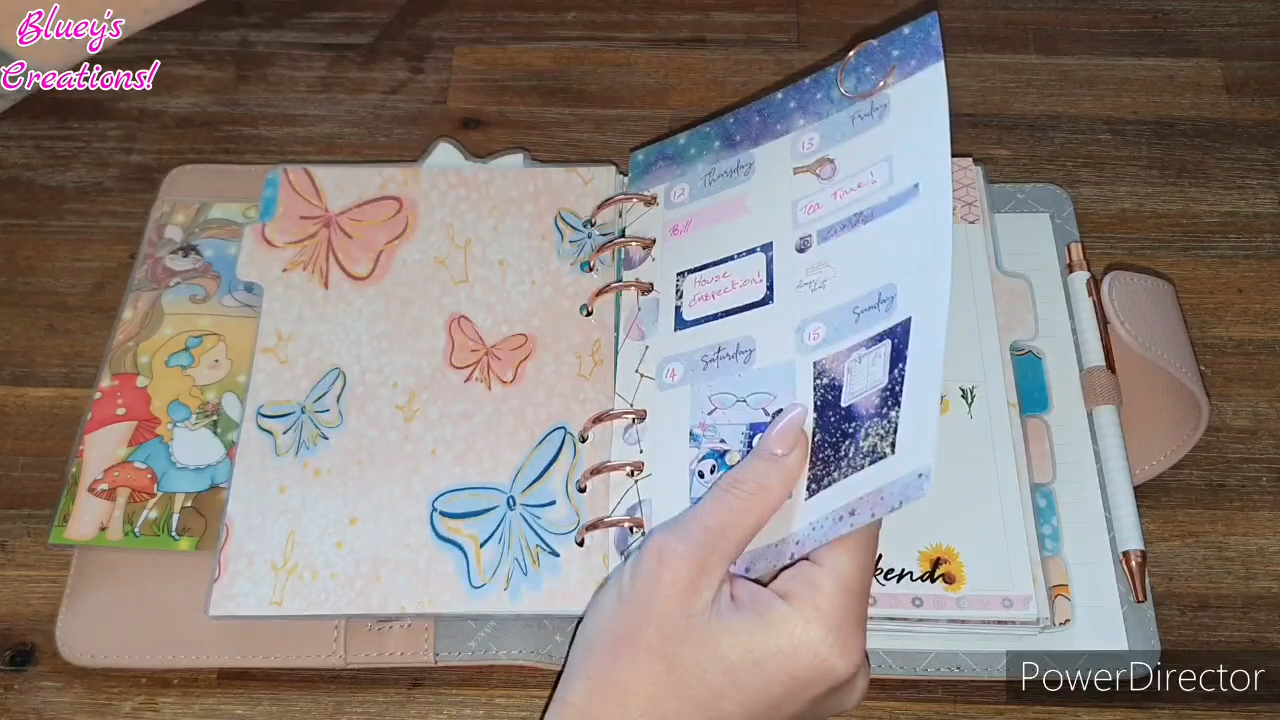 Bluey's
Creations!
12 Thursday
Bill
House
Inspection!
13 Friday
Tea Time!
14 Saturday
15 Sunday
kend
PowerDirector